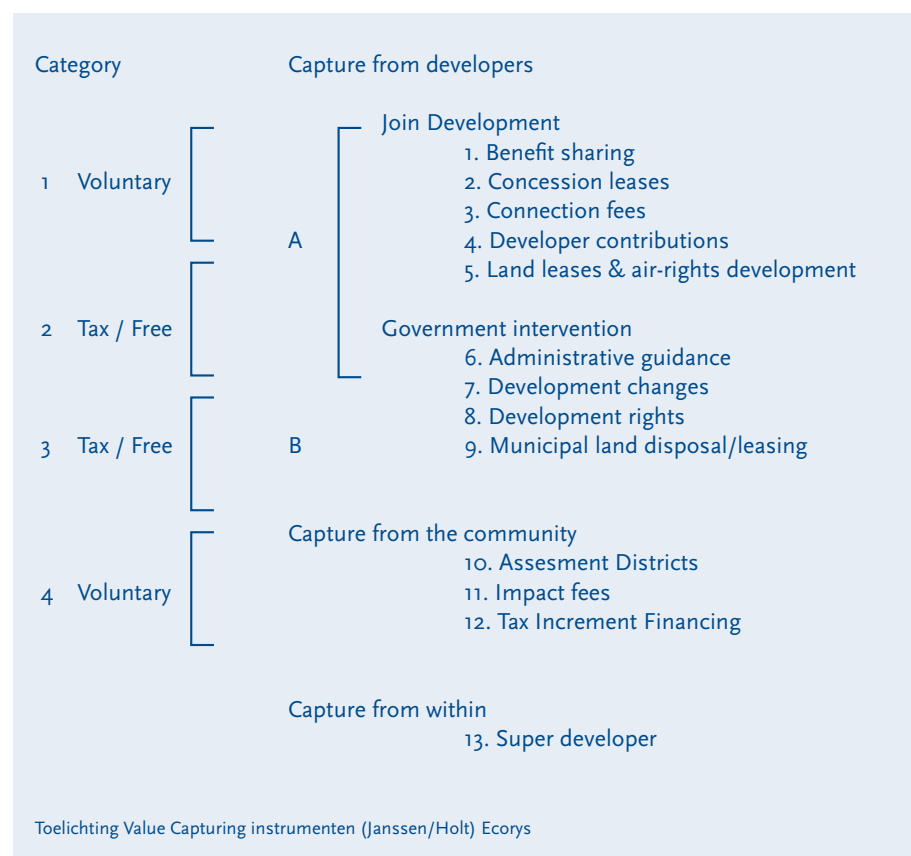 Category Capture from developers
Join Development
1. Benefit sharing
1 Voluntary 2. Concession leases
3. Connection fees
A 4. Developer contributions
5. Land leases & air-rights development
2 Tax / Free Government intervention
6. Administrative guidance
7. Development changes
8. Development rights
3 Tax / Free B 9. Municipal land disposal/leasing
Capture from the community
10. Assesment Districts
4 Voluntary 11. Impact fees
12. Tax Increment Financing
Capture from within
13. Super developer
Toelichting Value Capturing instrumenten (Janssen/Holt) Ecorys